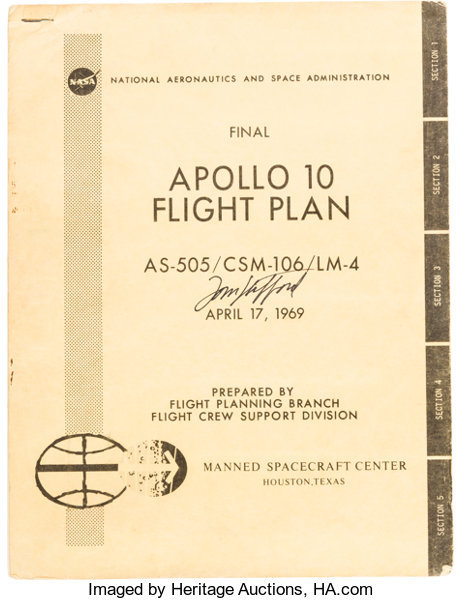 NASA
NATIONAL AERONAUTICS AND SPACE ADMINISTRATION
FINAL
APOLLO 10
FLIGHT PLAN
AS-505/CSM-106/LM-4
Tom Stafford
APRIL 17, 1969
PREPARED BY
FLIGHT PLANNING BRANCH
FLIGHT CREW SUPPORT DIVISION
MANNED SPACECRAFT CENTER
HOUSTON, TEXAS
SECTION 1
SECTION 2
SECTION 3
SECTION 4
SECTION 5
Imaged by Heritage Auctions, HA.com